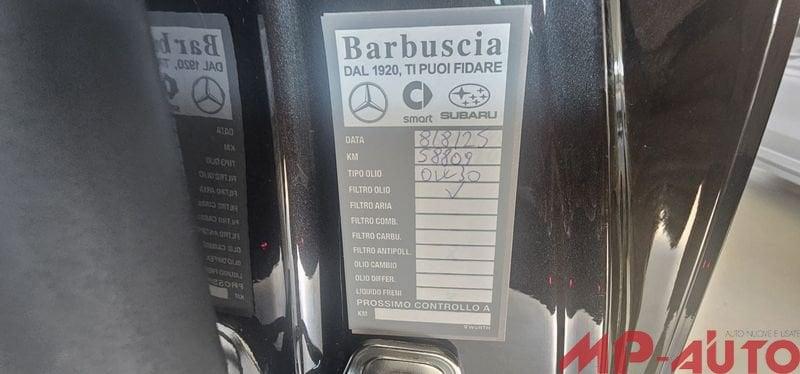 Barbuscia
DAL 1920, TI PUOI FIDARE
smart
SUBARU
DATA 8/8/25
KM 58809
TIPO OLIO 0W30
FILTRO OLIO ✓
FILTRO ARIA
FILTRO COMB.
FILTRO CARBU.
FILTRO ANTIPOLL.
OLIO CAMBIO
OLIO DIFFER.
LIQUIDO FRENI
PROSSIMO CONTROLLO A
KM
WÜRTH
AUTO NUOVE E USATE
MP-AUTO